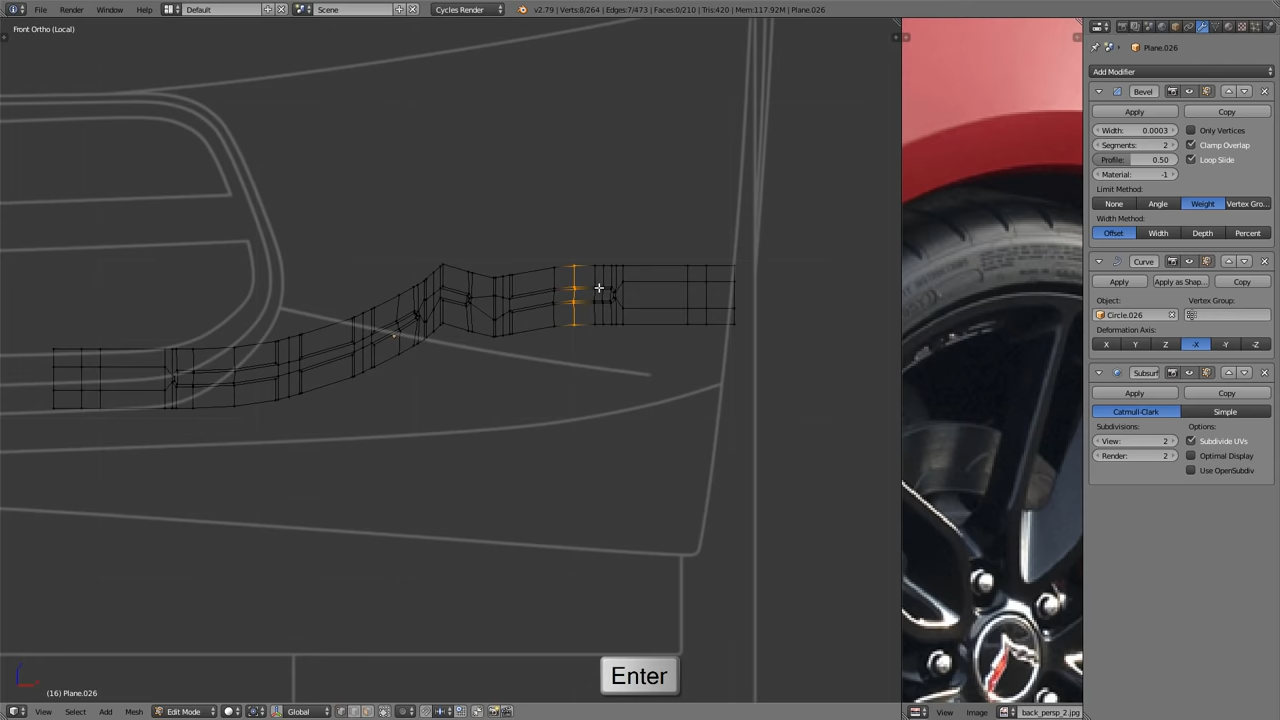 File Render Window Help Default Scene Cycles Render v2.79 | Verts:8/264 | Edges:7/473 | Faces:0/210 | Tris:420 | Mem:117.92M | Plane.026
Front Ortho (Local)
Plane.026
Add Modifier
Bevel
Apply Copy
Width: 0.0003 Only Vertices
Segments: 2 Clamp Overlap
Profile: 0.50 Loop Slide
Material: -1
Limit Method:
None Angle Weight Vertex Gro...
Width Method:
Offset Width Depth Percent
Curve
Apply Apply as Shap... Copy
Object: Vertex Group:
Circle.026
Deformation Axis:
X Y Z -X -Y -Z
Subsurf
Apply Copy
Catmull-Clark Simple
Subdivisions: Options:
View: 2 Subdivide UVs
Render: 2 Optimal Display
Use OpenSubdiv
Enter
(16) Plane.026
View Select Add Mesh Edit Mode Global View Image back_persp_2.jpg